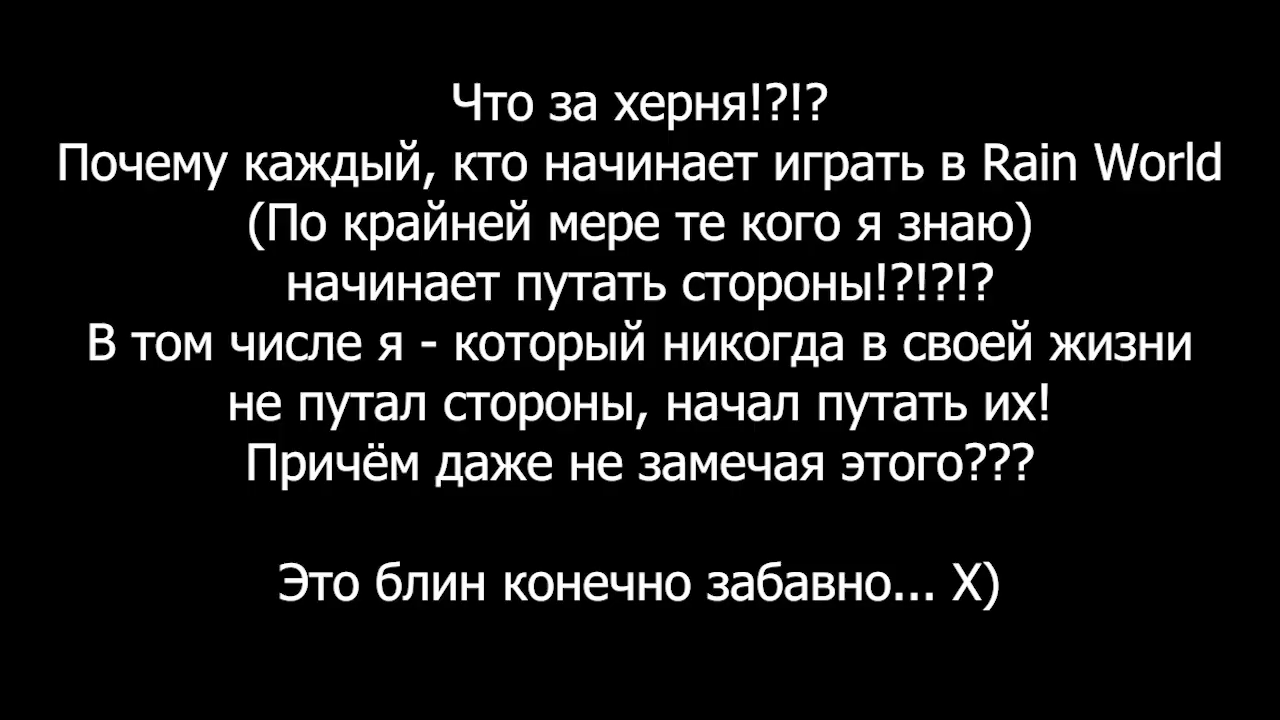 Что за херня!?!?
Почему каждый, кто начинает играть в Rain World
(По крайней мере те кого я знаю)
начинает путать стороны!?!?!?
В том числе я - который никогда в своей жизни
не путал стороны, начал путать их!
Причём даже не замечая этого???
Это блин конечно забавно... X)